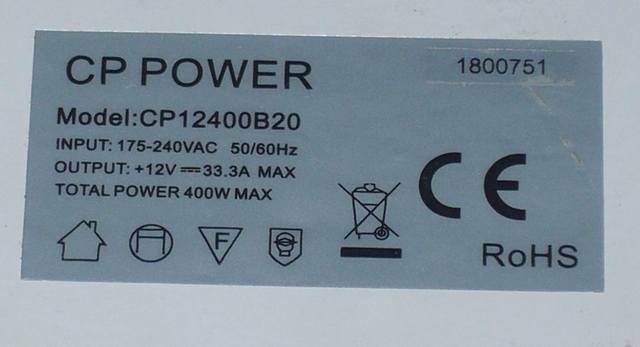 CP POWER
1800751
Model:CP12400B20
INPUT: 175-240VAC 50/60Hz
OUTPUT: +12V⎓33.3A MAX
TOTAL POWER 400W MAX
F
CE
RoHS